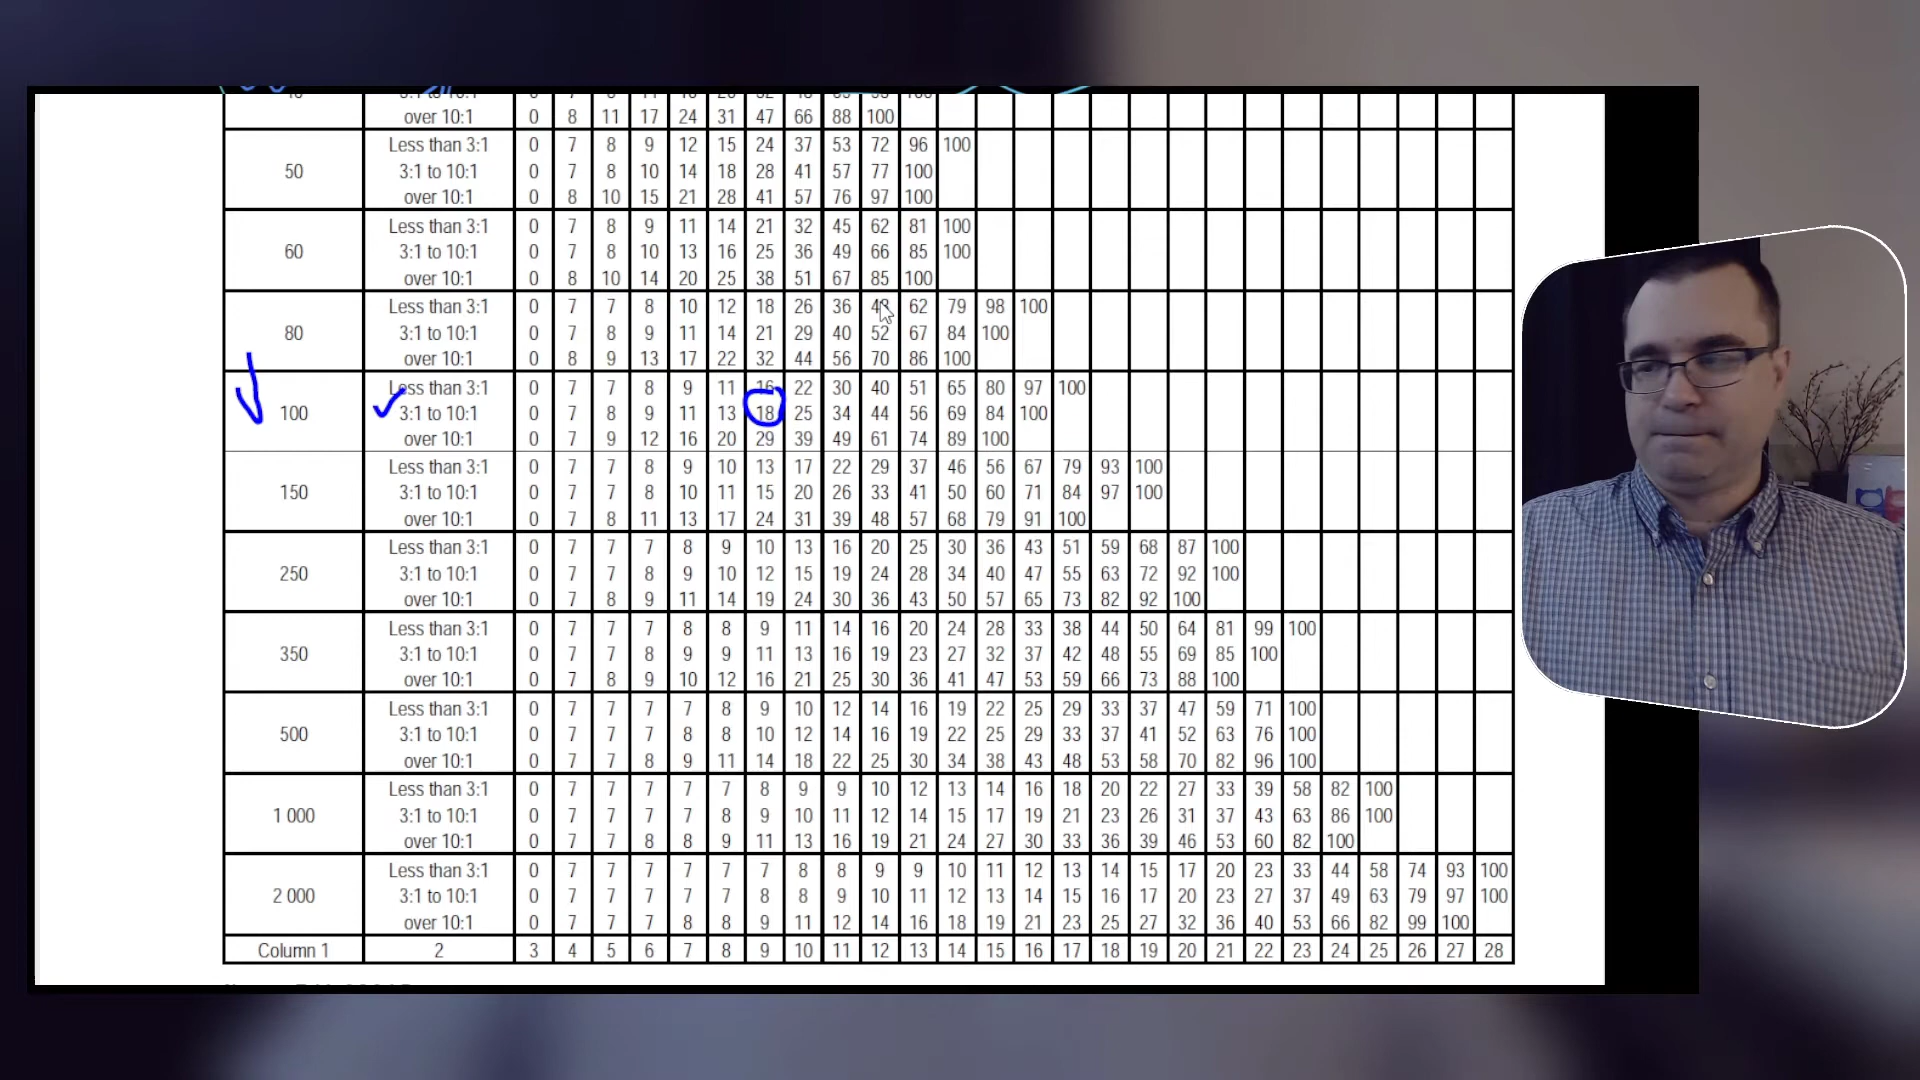 over 10:1 0 8 11 17 24 31 47 66 88 100
Less than 3:1 0 7 8 9 12 15 24 37 53 72 96 100
50 3:1 to 10:1 0 7 8 10 14 18 28 41 57 77 100
over 10:1 0 8 10 15 21 28 41 57 76 97 100
Less than 3:1 0 7 8 9 11 14 21 32 45 62 81 100
60 3:1 to 10:1 0 7 8 10 13 16 25 36 49 66 85 100
over 10:1 0 8 10 14 20 25 38 51 67 85 100
Less than 3:1 0 7 7 8 10 12 18 26 36 62 79 98 100
80 3:1 to 10:1 0 7 8 9 11 14 21 29 40 52 67 84 100
over 10:1 0 8 9 13 17 22 32 44 56 70 86 100
Less than 3:1 0 7 7 8 9 11 16 22 30 40 51 65 80 97 100
100 3:1 to 10:1 0 7 8 9 11 13 18 25 34 44 56 69 84 100
over 10:1 0 7 9 12 16 20 29 39 49 61 74 89 100
Less than 3:1 0 7 7 8 9 10 13 17 22 29 37 46 56 67 79 93 100
150 3:1 to 10:1 0 7 7 8 10 11 15 20 26 33 41 50 60 71 84 97 100
over 10:1 0 7 8 11 13 17 24 31 39 48 57 68 79 91 100
Less than 3:1 0 7 7 7 8 9 10 13 16 20 25 30 36 43 51 59 68 87 100
250 3:1 to 10:1 0 7 7 8 9 10 12 15 19 24 28 34 40 47 55 63 72 92 100
over 10:1 0 7 8 9 11 14 19 24 30 36 43 50 57 65 73 82 92 100
Less than 3:1 0 7 7 7 8 8 9 11 14 16 20 24 28 33 38 44 50 64 81 99 100
350 3:1 to 10:1 0 7 7 8 9 9 11 13 16 19 23 27 32 37 42 48 55 69 85 100
over 10:1 0 7 8 9 10 12 16 21 25 30 36 41 47 53 59 66 73 88 100
Less than 3:1 0 7 7 7 7 8 9 10 12 14 16 19 22 25 29 33 37 47 59 71 100
500 3:1 to 10:1 0 7 7 7 8 8 10 12 14 16 19 22 25 29 33 37 41 52 63 76 100
over 10:1 0 7 7 8 9 11 14 18 22 25 30 34 38 43 48 53 58 70 82 96 100
Less than 3:1 0 7 7 7 7 7 8 9 9 10 12 13 14 16 18 20 22 27 33 39 58 82 100
1 000 3:1 to 10:1 0 7 7 7 7 8 9 10 11 12 14 15 17 19 21 23 26 31 37 43 63 86 100
over 10:1 0 7 7 8 8 9 11 13 16 19 21 24 27 30 33 36 39 46 53 60 82 100
Less than 3:1 0 7 7 7 7 7 7 8 8 9 9 10 11 12 13 14 15 17 20 23 33 44 58 74 93 100
2 000 3:1 to 10:1 0 7 7 7 7 7 8 8 9 10 11 12 13 14 15 16 17 20 23 27 37 49 63 79 97 100
over 10:1 0 7 7 7 8 8 9 11 12 14 16 18 19 21 23 25 27 32 36 40 53 66 82 99 100
Column 1 2 3 4 5 6 7 8 9 10 11 12 13 14 15 16 17 18 19 20 21 22 23 24 25 26 27 28